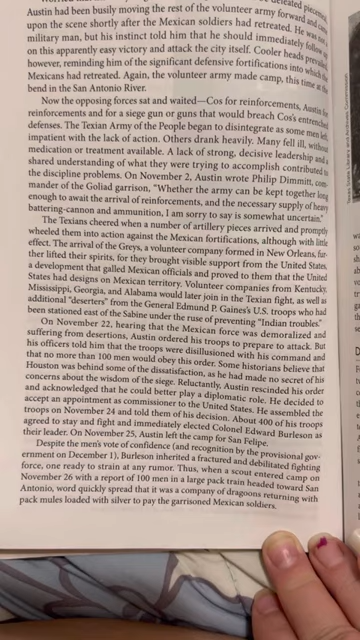 Austin had been busily moving the rest of the volunteer army forward and came
upon the scene shortly after the Mexican soldiers had retreated. He was not a
military man, but his instinct told him that he should immediately follow up
on this apparently easy victory and attack the city itself. Cooler heads prevailed,
however, reminding him of the significant defensive fortifications into which the
Mexicans had retreated. Again, the volunteer army made camp, this time at the
bend in the San Antonio River.
Now the opposing forces sat and waited—Cos for reinforcements, Austin for
reinforcements and for a siege gun or guns that would breach Cos's entrenched
defenses. The Texian Army of the People began to disintegrate as some men left,
impatient with the lack of action. Others drank heavily. Many fell ill, without
medication or treatment available. A lack of strong, decisive leadership and a
shared understanding of what they were trying to accomplish contributed to
the discipline problems. On November 2, Austin wrote Philip Dimmitt, com-
mander of the Goliad garrison, "Whether the army can be kept together long
enough to await the arrival of reinforcements, and the necessary supply of heavy
battering-cannon and ammunition, I am sorry to say is somewhat uncertain."
The Texians cheered when a number of artillery pieces arrived and promptly
wheeled them into action against the Mexican fortifications, although with little
effect. The arrival of the Greys, a volunteer company formed in New Orleans, fur-
ther lifted their spirits, for they brought visible support from the United States,
a development that galled Mexican officials and proved to them that the United
States had designs on Mexican territory. Volunteer companies from Kentucky,
Mississippi, Georgia, and Alabama would later join in the Texian fight, as well as
additional "deserters" from the General Edmund P. Gaines's U.S. troops who had
been stationed east of the Sabine under the ruse of preventing "Indian troubles."
On November 22, hearing that the Mexican force was demoralized and
suffering from desertions, Austin ordered his troops to prepare to attack. But
his officers told him that the troops were disillusioned with his command and
that no more than 100 men would obey this order. Some historians believe that
Houston was behind some of the dissatisfaction, as he had made no secret of his
concerns about the wisdom of the siege. Reluctantly, Austin rescinded his order
and acknowledged that he could better play a diplomatic role. He decided to
accept an appointment as commissioner to the United States. He assembled the
troops on November 24 and told them of his decision. About 400 of his troops
agreed to stay and fight and immediately elected Colonel Edward Burleson as
their leader. On November 25, Austin left the camp for San Felipe.
Despite the men's vote of confidence (and recognition by the provisional gov-
ernment on December 1), Burleson inherited a fractured and debilitated fighting
force, one ready to strain at any rumor. Thus, when a scout entered camp on
November 26 with a report of 100 men in a large pack train headed toward San
Antonio, word quickly spread that it was a company of dragoons returning with
pack mules loaded with silver to pay the garrisoned Mexican soldiers.